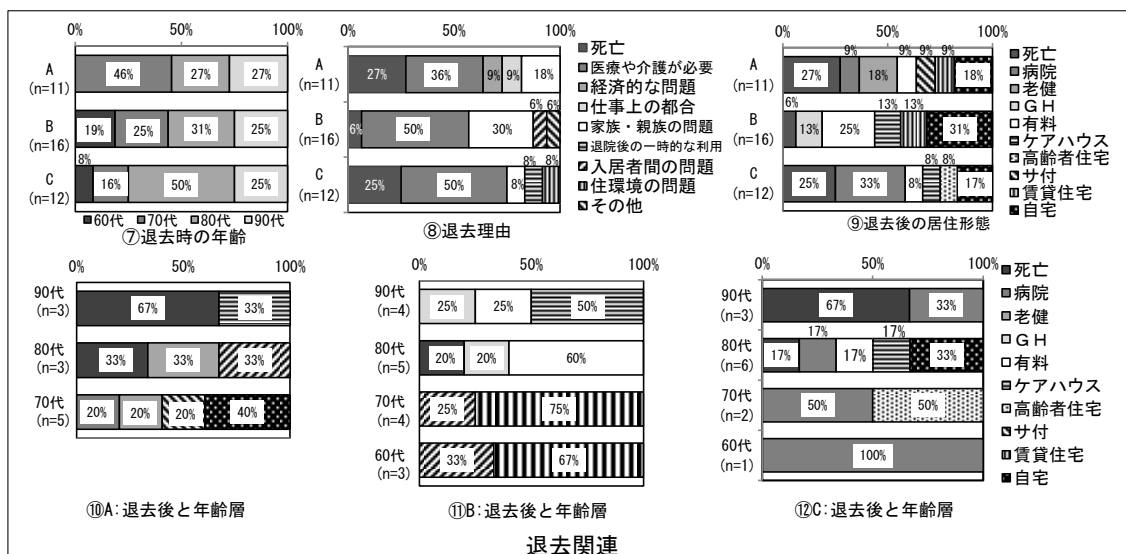 0% 50% 100%
A
(n=11)
46% 27% 27%
B
(n=16)
19% 25% 31% 25%
8%
C
(n=12)
16% 50% 25%
60代 70代 80代 90代
⑦退去時の年齢
0% 50% 100%
A
(n=11)
27% 36% 9% 9% 18%
6% 6%
B
(n=16)
6% 50% 30%
8% 8%
C
(n=12)
25% 50% 8%
⑧退去理由
死亡
医療や介護が必要
経済的な問題
仕事上の都合
家族・親族の問題
退院後の一時的な利用
入居者間の問題
住環境の問題
その他
0% 50% 100%
9% 9% 9% 9%
A
(n=11)
27% 18% 18%
6% 13% 13%
B
(n=16)
13% 25% 31%
8% 8%
C
(n=12)
25% 33% 8% 17%
⑨退去後の居住形態
死亡
病院
老健
GH
有料
ケアハウス
高齢者住宅
サ付
賃貸住宅
自宅
0% 50% 100%
90代
(n=3)
67% 33%
80代
(n=3)
33% 33% 33%
70代
(n=5)
20% 20% 20% 40%
⑩A:退去後と年齢層
0% 50% 100%
90代
(n=4)
25% 25% 50%
80代
(n=5)
20% 20% 60%
70代
(n=4)
25% 75%
60代
(n=3)
33% 67%
⑪B:退去後と年齢層
0% 50% 100%
90代
(n=3)
67% 33%
17% 17%
80代
(n=6)
17% 17% 33%
70代
(n=2)
50% 50%
60代
(n=1)
100%
⑫C:退去後と年齢層
死亡
病院
老健
GH
有料
ケアハウス
高齢者住宅
サ付
賃貸住宅
自宅
退去関連